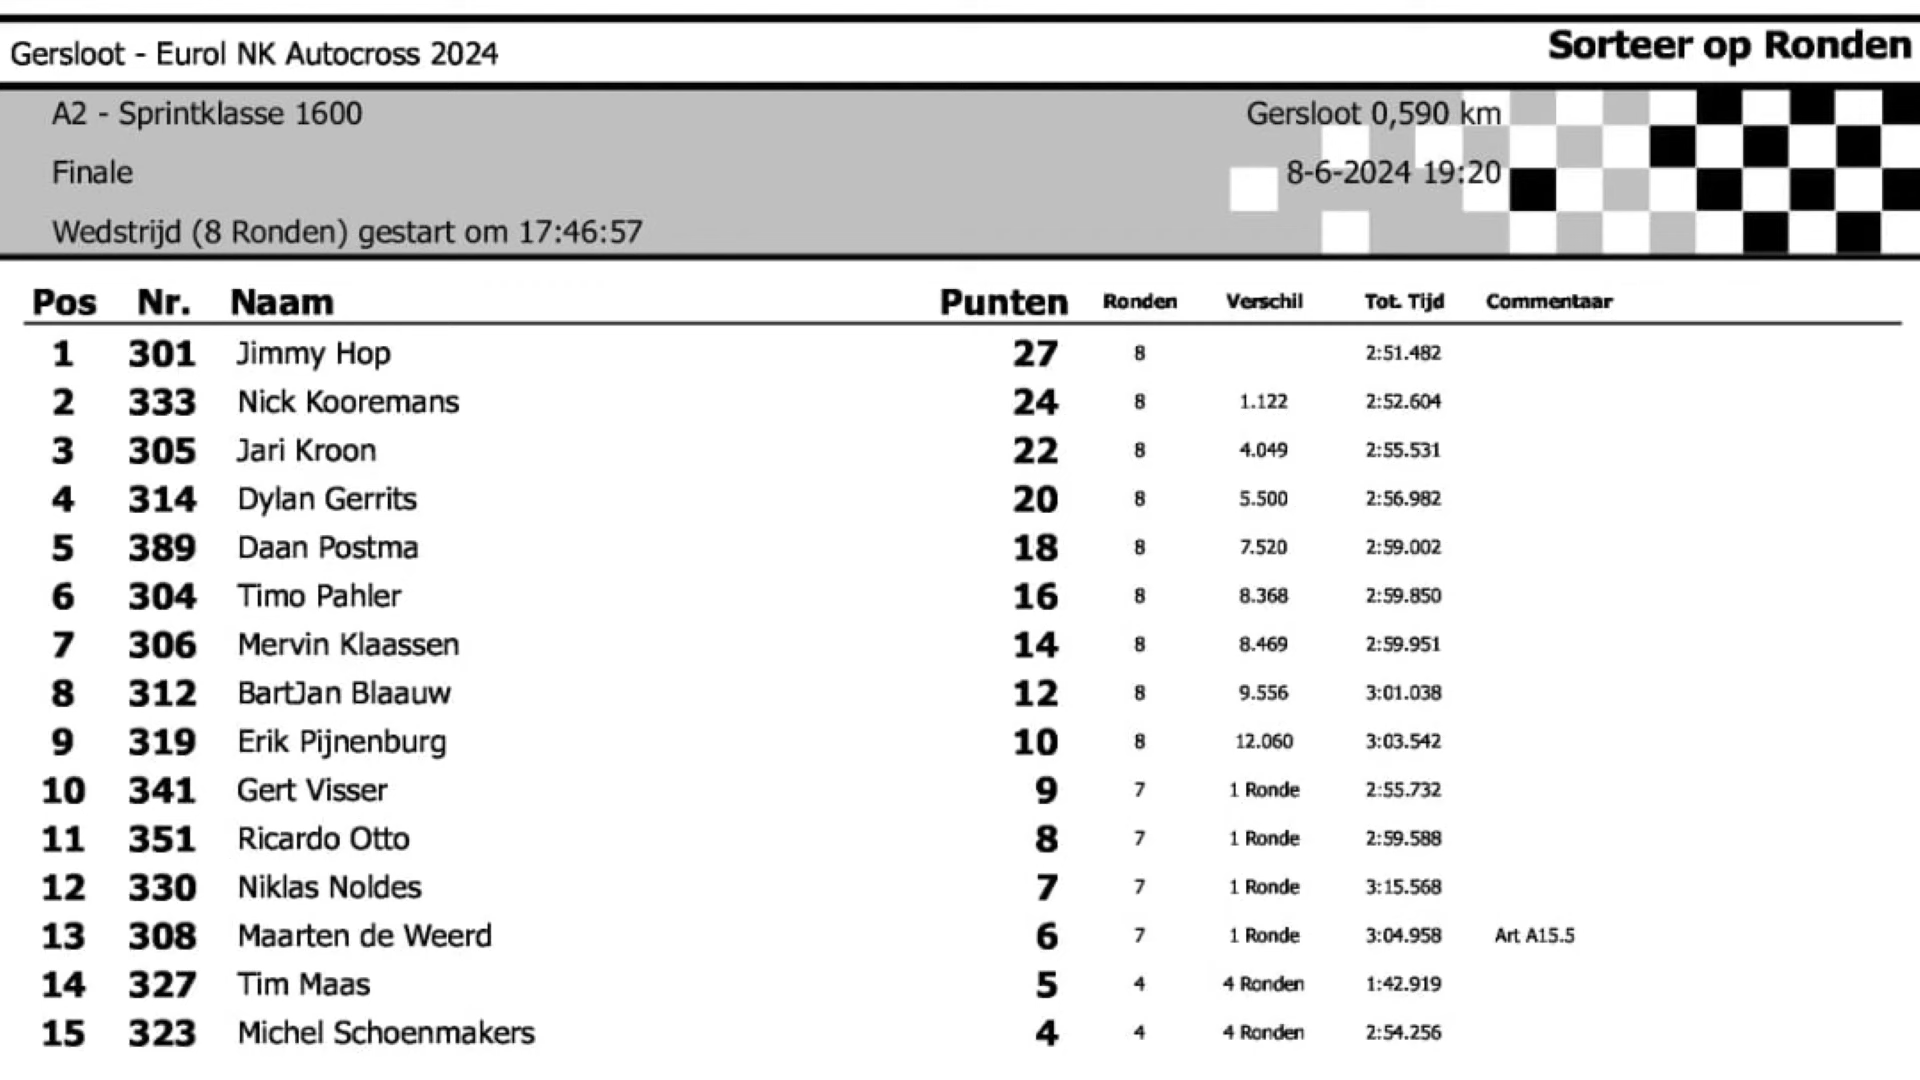 Gersloot - Eurol NK Autocross 2024 Sorteer op Ronden
A2 - Sprintklasse 1600 Gersloot 0,590 km
Finale 8-6-2024 19:20
Wedstrijd (8 Ronden) gestart om 17:46:57
Pos Nr. Naam Punten Ronden Verschil Tot. Tijd Commentaar
1 301 Jimmy Hop 27 8 2:51.482
2 333 Nick Kooremans 24 8 1.122 2:52.604
3 305 Jari Kroon 22 8 4.049 2:55.531
4 314 Dylan Gerrits 20 8 5.500 2:56.982
5 389 Daan Postma 18 8 7.520 2:59.002
6 304 Timo Pahler 16 8 8.368 2:59.850
7 306 Mervin Klaassen 14 8 8.469 2:59.951
8 312 BartJan Blaauw 12 8 9.556 3:01.038
9 319 Erik Pijnenburg 10 8 12.060 3:03.542
10 341 Gert Visser 9 7 1 Ronde 2:55.732
11 351 Ricardo Otto 8 7 1 Ronde 2:59.588
12 330 Niklas Noldes 7 7 1 Ronde 3:15.568
13 308 Maarten de Weerd 6 7 1 Ronde 3:04.958 Art A15.5
14 327 Tim Maas 5 4 4 Ronden 1:42.919
15 323 Michel Schoenmakers 4 4 4 Ronden 2:54.256